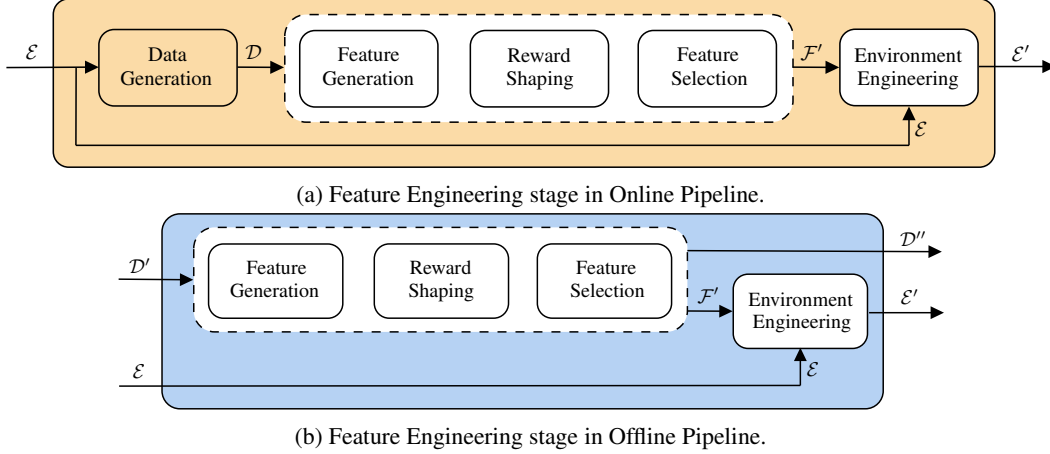 ℰ
Data
Generation
𝒟
Feature
Generation
Reward
Shaping
Feature
Selection
ℱ′
Environment
Engineering
ℰ′
ℰ
(a) Feature Engineering stage in Online Pipeline.
𝒟′
Feature
Generation
Reward
Shaping
Feature
Selection
𝒟′′
ℱ′
Environment
Engineering
ℰ′
ℰ
ℰ
(b) Feature Engineering stage in Offline Pipeline.